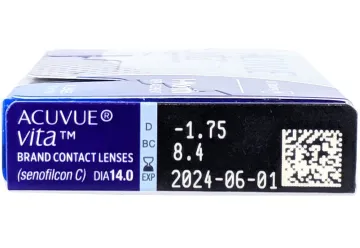 ACUVUE®
vita™
BRAND CONTACT LENSES
(senofilcon C) DIA14.0
D -1.75
BC 8.4
EXP 2024-06-01